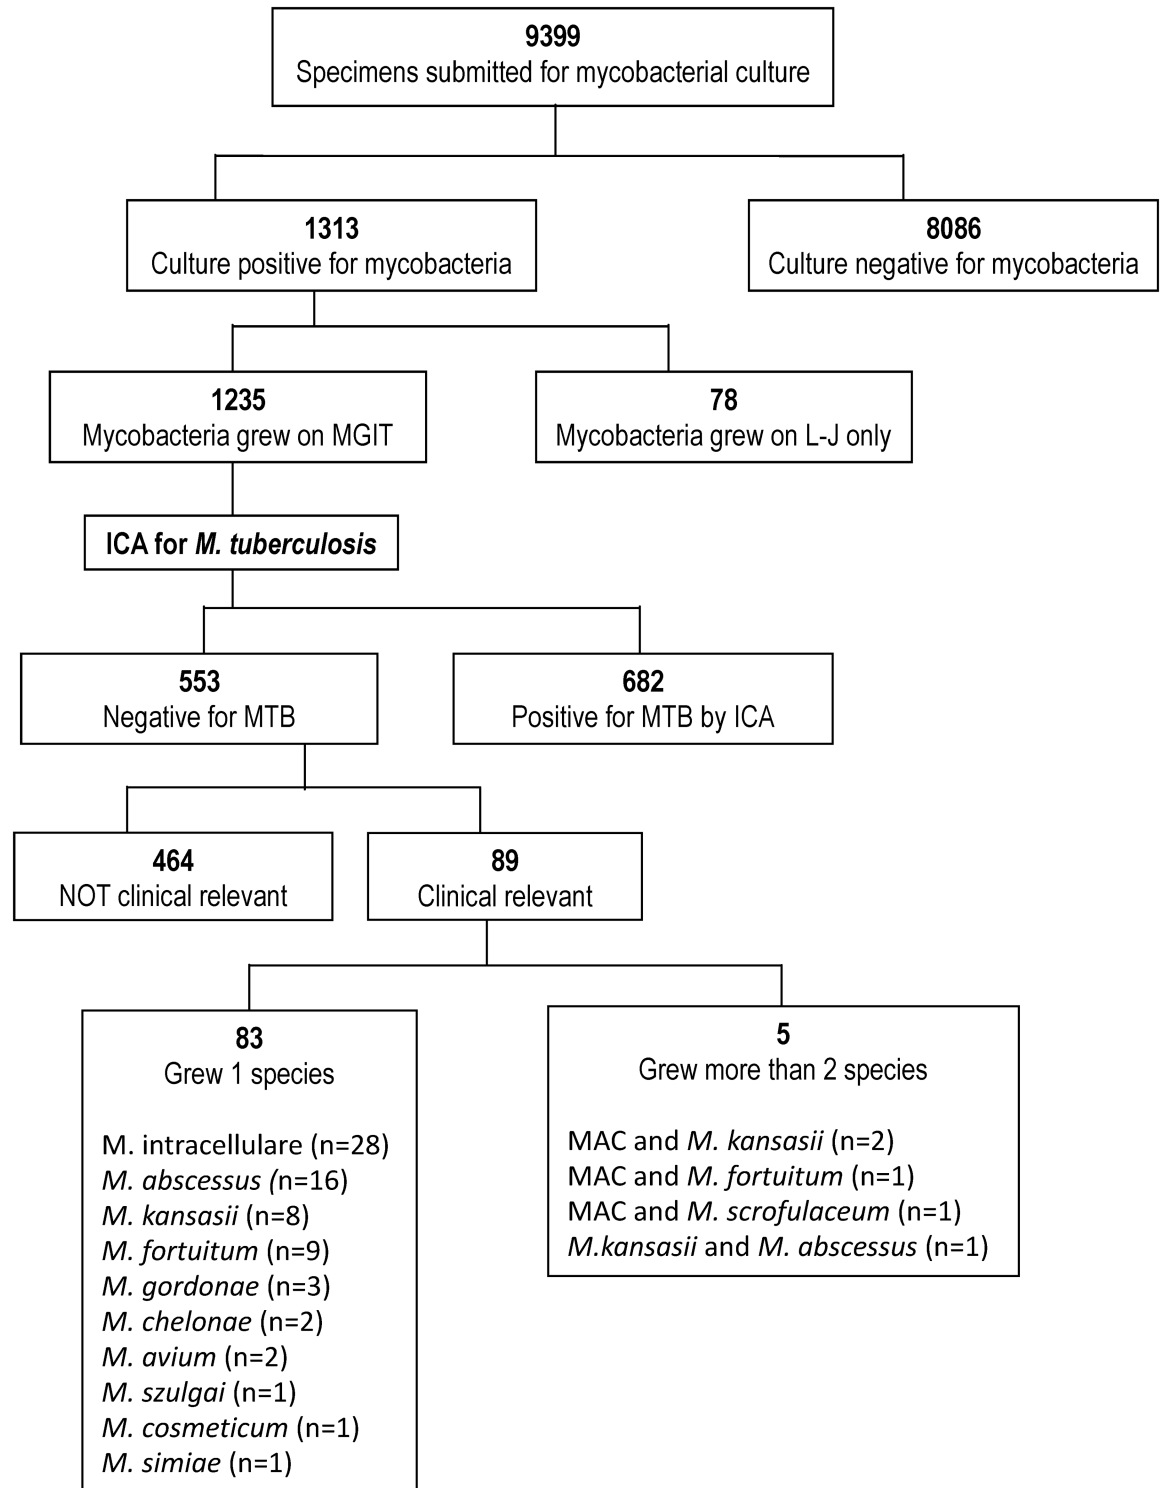 9399
Specimens submitted for mycobacterial culture
1313
Culture positive for mycobacteria
8086
Culture negative for mycobacteria
1235
Mycobacteria grew on MGIT
78
Mycobacteria grew on L-J only
ICA for M. tuberculosis
553
Negative for MTB
682
Positive for MTB by ICA
464
NOT clinical relevant
89
Clinical relevant
83
Grew 1 species
M. intracellulare (n=28)
M. abscessus (n=16)
M. kansasii (n=8)
M. fortuitum (n=9)
M. gordonae (n=3)
M. chelonae (n=2)
M. avium (n=2)
M. szulgai (n=1)
M. cosmeticum (n=1)
M. simiae (n=1)
5
Grew more than 2 species
MAC and M. kansasii (n=2)
MAC and M. fortuitum (n=1)
MAC and M. scrofulaceum (n=1)
M.kansasii and M. abscessus (n=1)